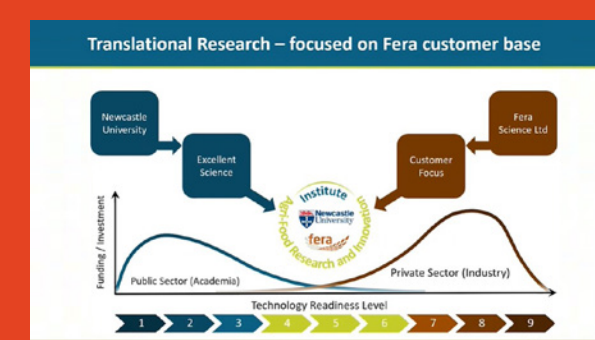 Translational Research – focused on Fera customer base
Newcastle
University
Fera
Science Ltd
Excellent
Science
Customer
Focus
Institute
Agri-Food Research and Innovation
Newcastle
University
fera
Funding / Investment
Public Sector (Academia)
Private Sector (Industry)
Technology Readiness Level
1 2 3 4 5 6 7 8 9